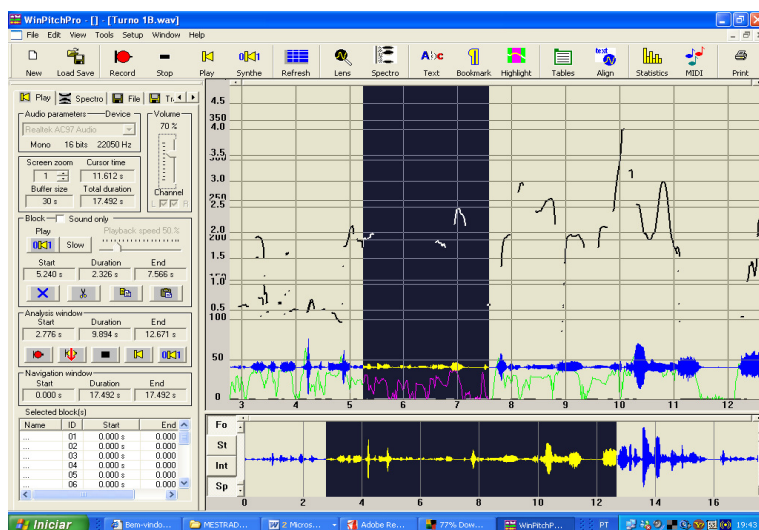 WinPitchPro - [] - [Turno 1B.wav]
File Edit View Tools Setup Window Help
New Load Save Record Stop Play Synthe Refresh Lens Spectro Text Bookmark Highlight Tables Align Statistics MIDI Print
Play Spectro File
Audio parameters Device
Realtek AC97 Audio
Mono 16 bits 22050 Hz
Volume
70 %
Channel
L R
Screen zoom Cursor time
1 11.612 s
Buffer size Total duration
30 s 17.492 s
Block Sound only
Play Playback speed 50 %
Slow
Start Duration End
5.240 s 2.326 s 7.566 s
Analysis window
Start Duration End
2.776 s 9.894 s 12.671 s
Navigation window
Start Duration End
0.000 s 17.492 s 17.492 s
Selected block(s)
Name ID Start End
... 01 0.000 s 0.000
... 02 0.000 s 0.000
... 03 0.000 s 0.000
... 04 0.000 s 0.000
... 05 0.000 s 0.000
... 06 0.000 s 0.000
4.5
350
4.0
3.5
3.0
2.5
2.0
1.5
1.0
0.5
100
50
0
3 4 5 6 7 8 9 10 11 12
Fo
St
Int
Sp
0 2 4 6 8 10 12 14 16
Iniciar Bem-vindo... MESTRAD... 2 Micros... Adobe Re... 77% Dow... WinPitchP... PT 19:43